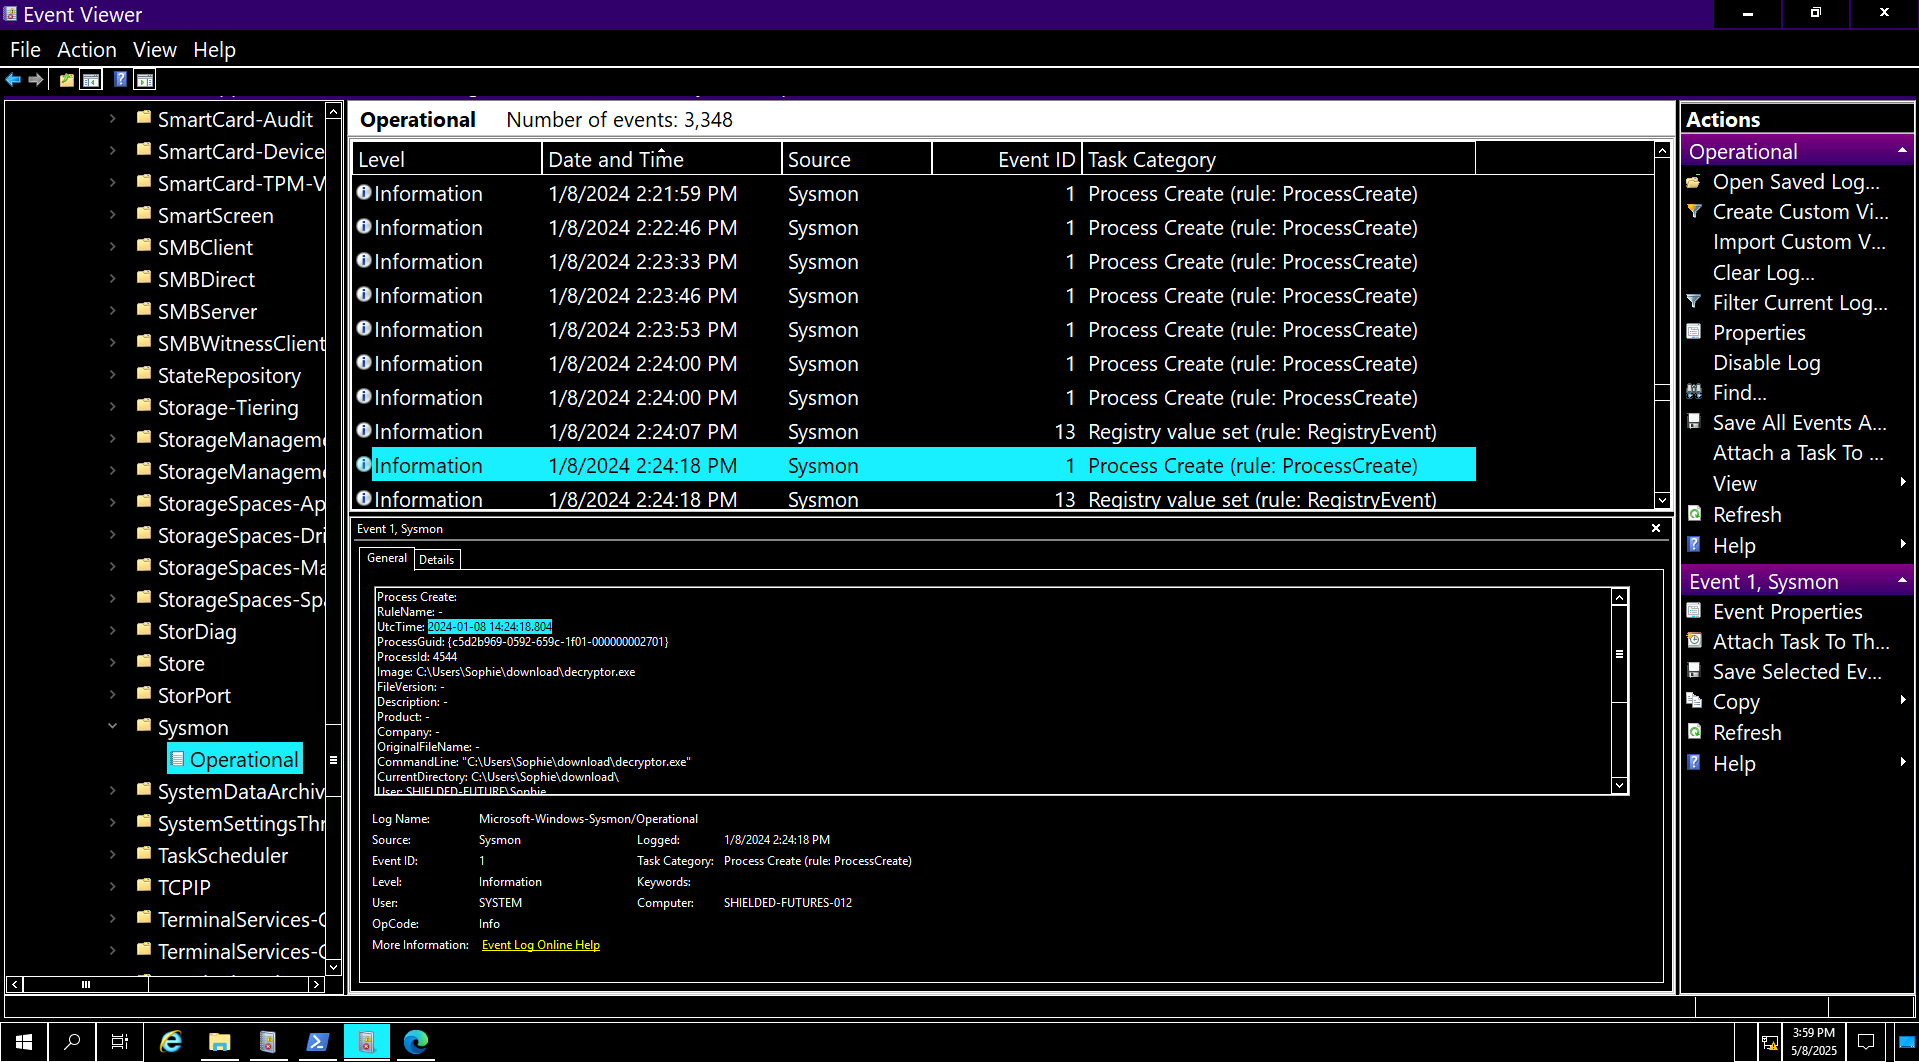 Event Viewer
File Action View Help
SmartCard-Audit
SmartCard-Device
SmartCard-TPM-V
SmartScreen
SMBClient
SMBDirect
SMBServer
SMBWitnessClient
StateRepository
Storage-Tiering
StorageManageme
StorageManageme
StorageSpaces-Ap
StorageSpaces-Dri
StorageSpaces-Ma
StorageSpaces-Spa
StorDiag
Store
StorPort
Sysmon
Operational
SystemDataArchiv
SystemSettingsThr
TaskScheduler
TCPIP
TerminalServices-C
TerminalServices-C
Operational Number of events: 3,348
Level Date and Time Source Event ID Task Category
Information 1/8/2024 2:21:59 PM Sysmon 1 Process Create (rule: ProcessCreate)
Information 1/8/2024 2:22:46 PM Sysmon 1 Process Create (rule: ProcessCreate)
Information 1/8/2024 2:23:33 PM Sysmon 1 Process Create (rule: ProcessCreate)
Information 1/8/2024 2:23:46 PM Sysmon 1 Process Create (rule: ProcessCreate)
Information 1/8/2024 2:23:53 PM Sysmon 1 Process Create (rule: ProcessCreate)
Information 1/8/2024 2:24:00 PM Sysmon 1 Process Create (rule: ProcessCreate)
Information 1/8/2024 2:24:00 PM Sysmon 1 Process Create (rule: ProcessCreate)
Information 1/8/2024 2:24:07 PM Sysmon 13 Registry value set (rule: RegistryEvent)
Information 1/8/2024 2:24:18 PM Sysmon 1 Process Create (rule: ProcessCreate)
Information 1/8/2024 2:24:18 PM Sysmon 13 Registry value set (rule: RegistryEvent)
Event 1, Sysmon
General Details
Process Create:
RuleName: -
UtcTime: 2024-01-08 14:24:18.804
ProcessGuid: {c5d2b969-0592-659c-1f01-000000002701}
ProcessId: 4544
Image: C:\Users\Sophie\download\decryptor.exe
FileVersion: -
Description: -
Product: -
Company: -
OriginalFileName: -
CommandLine: "C:\Users\Sophie\download\decryptor.exe"
CurrentDirectory: C:\Users\Sophie\download\
User: SHIELDED-FUTURE\Sophie
Log Name: Microsoft-Windows-Sysmon/Operational
Source: Sysmon Logged: 1/8/2024 2:24:18 PM
Event ID: 1 Task Category: Process Create (rule: ProcessCreate)
Level: Information Keywords:
User: SYSTEM Computer: SHIELDED-FUTURES-012
OpCode: Info
More Information: Event Log Online Help
Actions
Operational
Open Saved Log...
Create Custom Vi...
Import Custom V...
Clear Log...
Filter Current Log...
Properties
Disable Log
Find...
Save All Events A...
Attach a Task To ...
View
Refresh
Help
Event 1, Sysmon
Event Properties
Attach Task To Th...
Save Selected Ev...
Copy
Refresh
Help
3:59 PM
5/8/2025